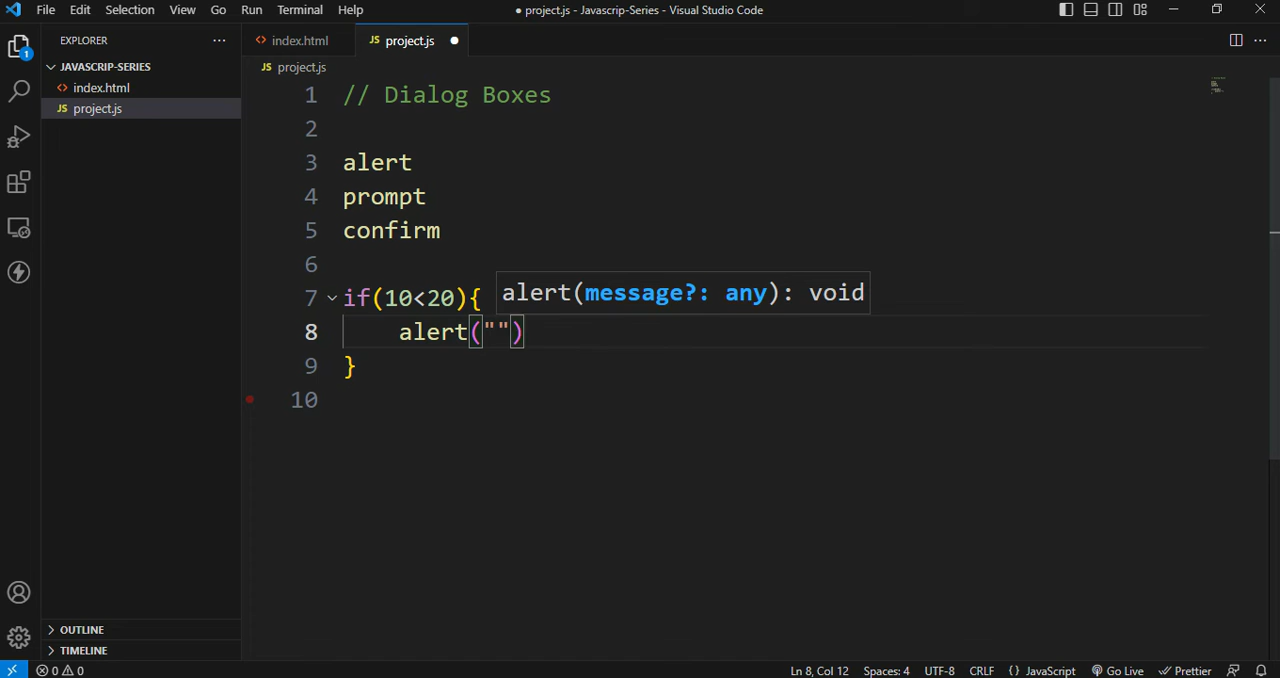 File Edit Selection View Go Run Terminal Help
● project.js - Javascrip-Series - Visual Studio Code
EXPLORER ···
JAVASCRIP-SERIES
index.html
JS project.js
1
index.html
JS project.js ●
JS project.js
1 // Dialog Boxes
2
3 alert
4 prompt
5 confirm
6
7 if(10<20){
alert(message?: any): void
8 alert("")
9 }
10
OUTLINE
TIMELINE
0 0
Ln 8, Col 12 Spaces: 4 UTF-8 CRLF {} JavaScript Go Live Prettier